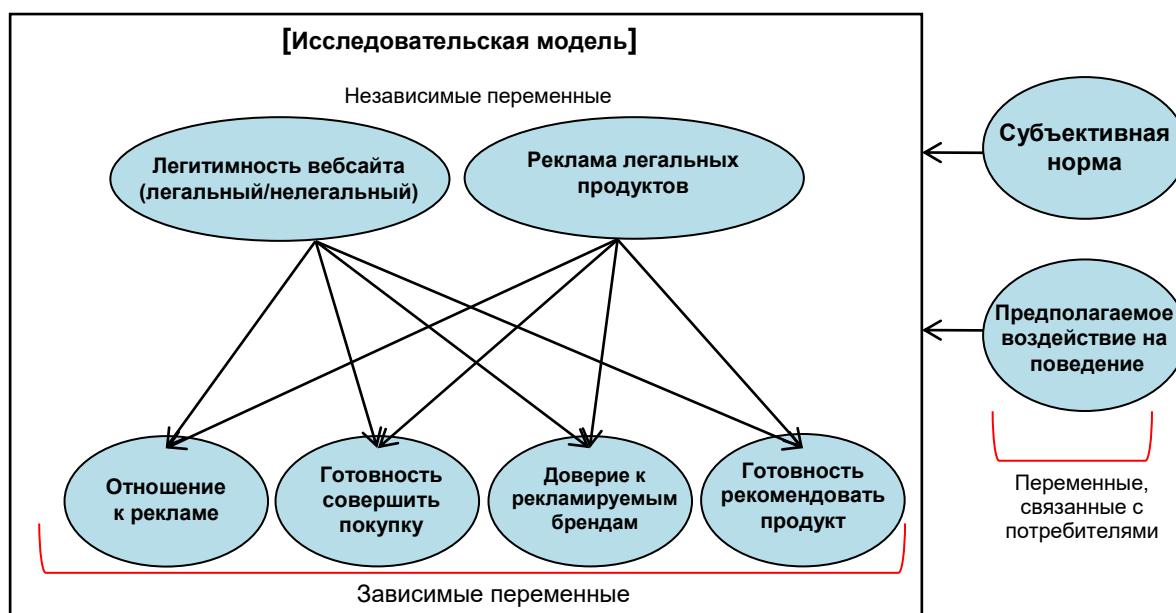 [Исследовательская модель]
Независимые переменные
Легитимность вебсайта
(легальный/нелегальный)
Реклама легальных
продуктов
Субъективная
норма
Предполагаемое
воздействие на
поведение
Отношение
к рекламе
Готовность
совершить
покупку
Доверие к
рекламируемым
брендам
Готовность
рекомендовать
продукт
Переменные,
связанные с
потребителями
Зависимые переменные